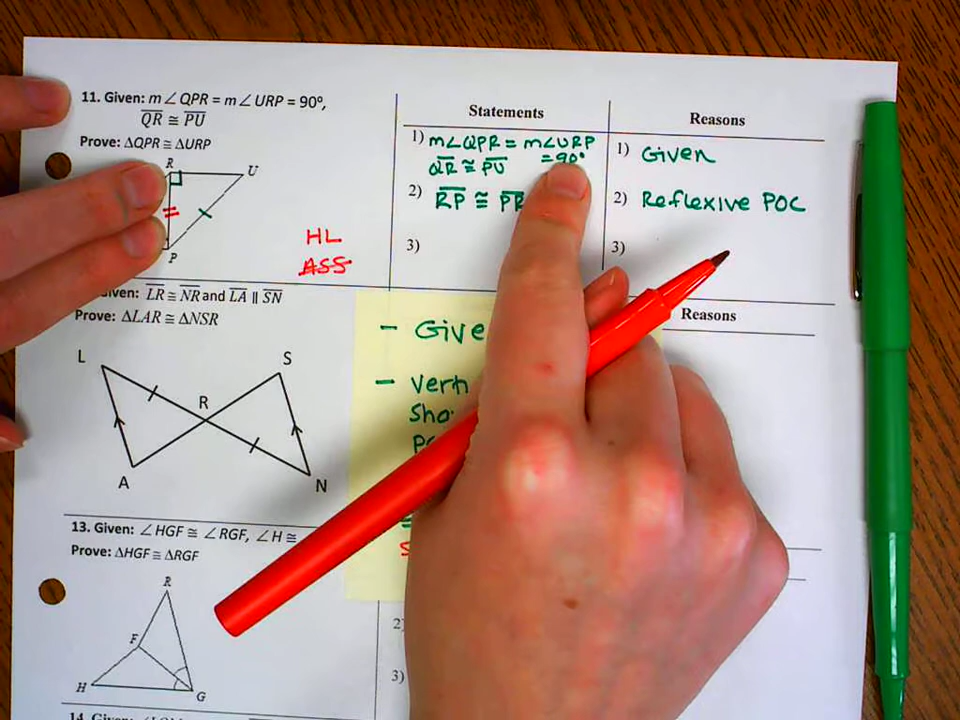 11. Given: m∠QPR = m∠URP = 90°,
QR ≅ PU
Prove: ΔQPR ≅ ΔURP
R U
P
HL
ASS
Statements Reasons
1) m∠QPR = m∠URP
= 90°
QR ≅ PU
1) Given
2) RP ≅ PR
2) Reflexive POC
3) 3)
LR ≅ NR and LA ∥ SN
Prove: ΔLAR ≅ ΔNSR
Reasons
L S
R
A N
- Give
- Vert
Sho
13. Given: ∠HGF ≅ ∠RGF, ∠H ≅
Prove: ΔHGF ≅ ΔRGF
R
F
H G
2)
3)
14. Given: